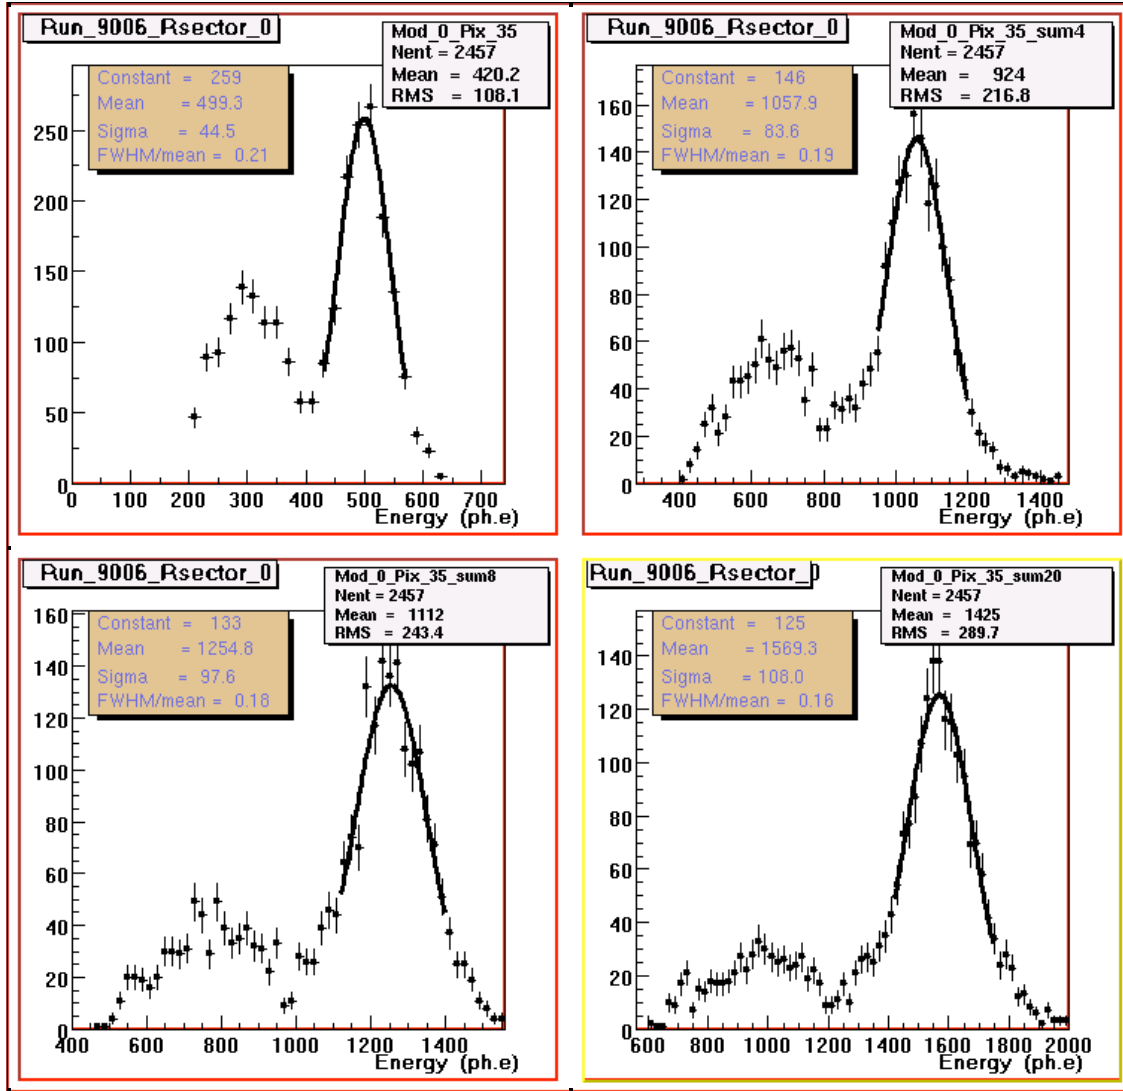 Run_9006_Rsector_0
Mod_0_Pix_35
Nent = 2457
Mean = 420.2
RMS = 108.1
Constant = 259
Mean = 499.3
Sigma = 44.5
FWHM/mean = 0.21
250
200
150
100
50
0
0 100 200 300 400 500 600 700
Energy (ph.e)
Run_9006_Rsector_0
Mod_0_Pix_35_sum4
Nent = 2457
Mean = 924
RMS = 216.8
Constant = 146
Mean = 1057.9
Sigma = 83.6
FWHM/mean = 0.19
160
140
120
100
80
60
40
20
0
400 600 800 1000 1200 1400
Energy (ph.e)
Run_9006_Rsector_0
Mod_0_Pix_35_sum8
Nent = 2457
Mean = 1112
RMS = 243.4
Constant = 133
Mean = 1254.8
Sigma = 97.6
FWHM/mean = 0.18
160
140
120
100
80
60
40
20
0
400 600 800 1000 1200 1400
Energy (ph.e)
Run_9006_Rsector_0
Mod_0_Pix_35_sum20
Nent = 2457
Mean = 1425
RMS = 289.7
Constant = 125
Mean = 1569.3
Sigma = 108.0
FWHM/mean = 0.16
140
120
100
80
60
40
20
0
600 800 1000 1200 1400 1600 1800 2000
Energy (ph.e)